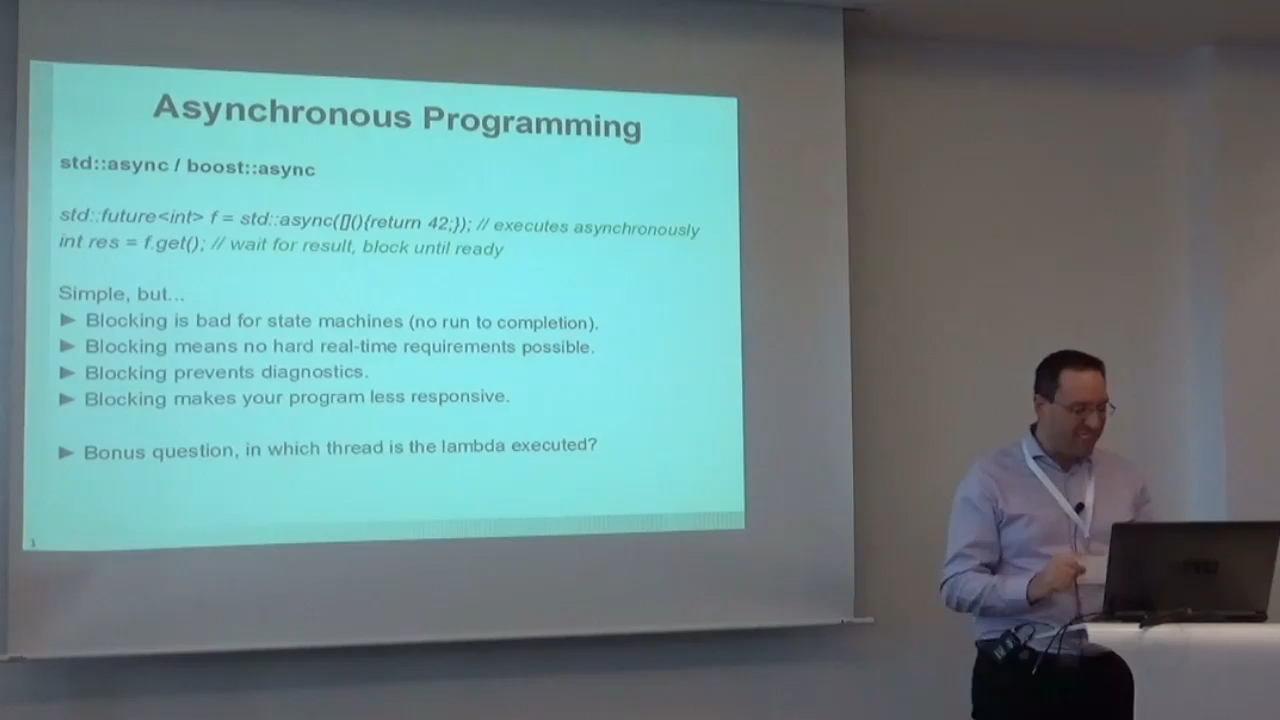 Asynchronous Programming
std::async / boost::async
std::future<int> f = std::async([](){return 42;}); // executes asynchronously
int res = f.get(); // wait for result, block until ready
Simple, but...
► Blocking is bad for state machines (no run to completion).
► Blocking means no hard real-time requirements possible.
► Blocking prevents diagnostics.
► Blocking makes your program less responsive.
► Bonus question, in which thread is the lambda executed?